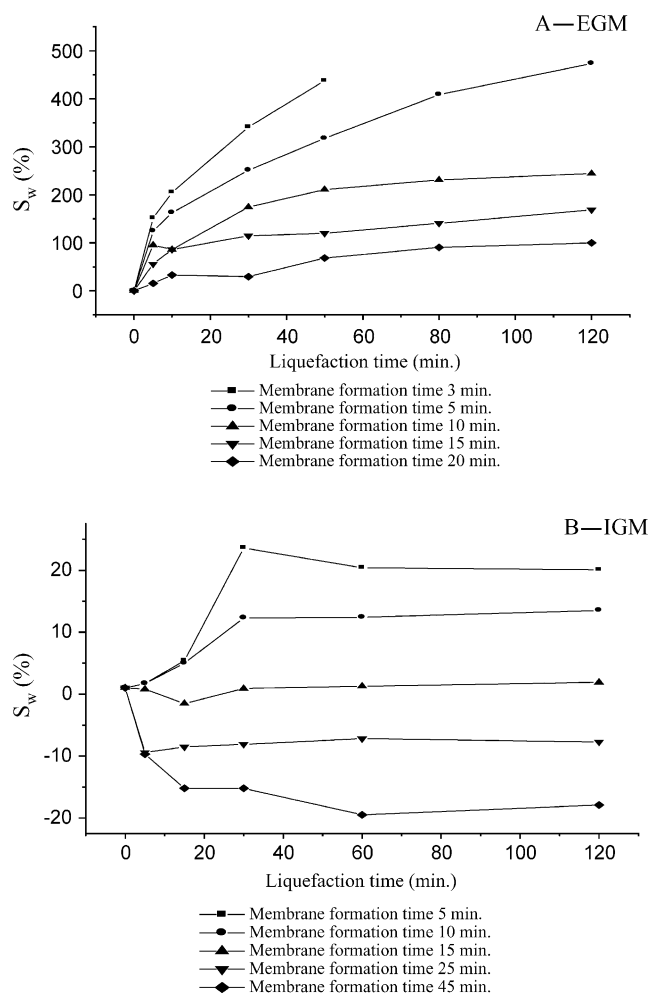 A—EGM
500
400
300
200
100
0
S_w (%)
0 20 40 60 80 100 120
Liquefaction time (min.)
Membrane formation time 3 min.
Membrane formation time 5 min.
Membrane formation time 10 min.
Membrane formation time 15 min.
Membrane formation time 20 min.
B—IGM
20
10
0
-10
-20
S_w (%)
0 20 40 60 80 100 120
Liquefaction time (min.)
Membrane formation time 5 min.
Membrane formation time 10 min.
Membrane formation time 15 min.
Membrane formation time 25 min.
Membrane formation time 45 min.